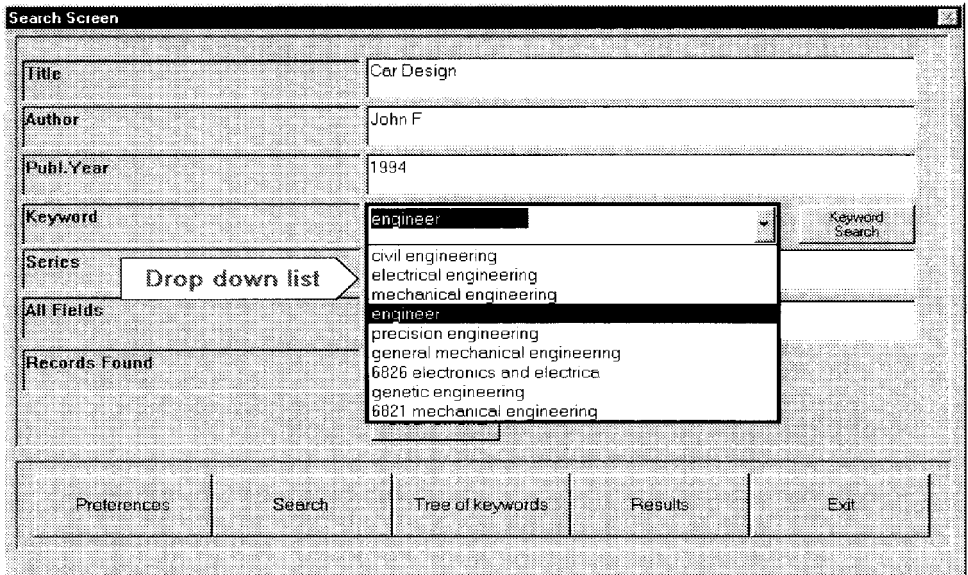 Search Screen
Title
Car Design
Author
John F
Publ.Year
1994
Keyword
engineer
Keyword
Search
Series
Drop down list
All Fields
Records Found
civil engineering
electrical engineering
mechanical engineering
engineer
precision engineering
general mechanical engineering
6826 electronics and electrica
genetic engineering
6821 mechanical engineering
Preferences
Search
Tree of keywords
Results
Exit